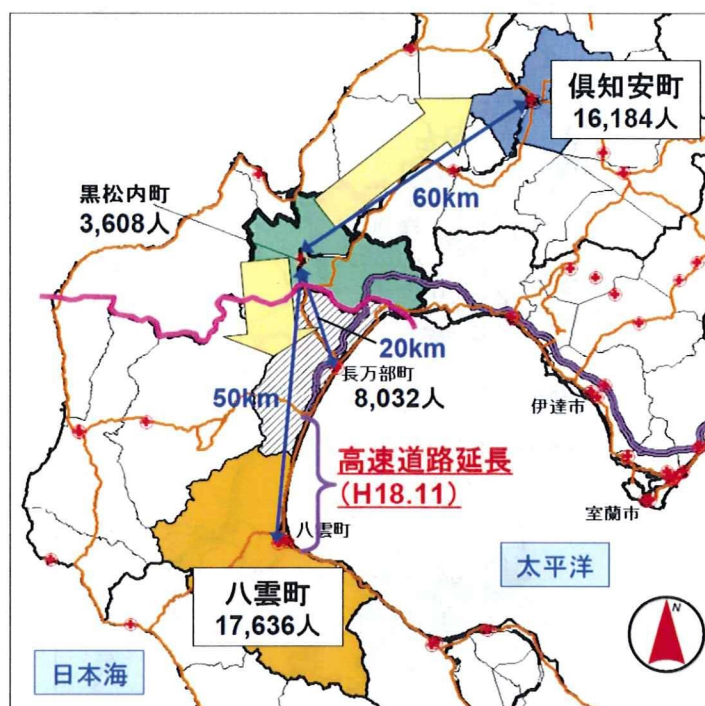 倶知安町
16,184人
黒松内町
3,608人
60km
20km
長万部町
8,032人
50km
伊達市
高速道路延長
(H18.11)
室蘭市
八雲町
太平洋
八雲町
17,636人
日本海
N